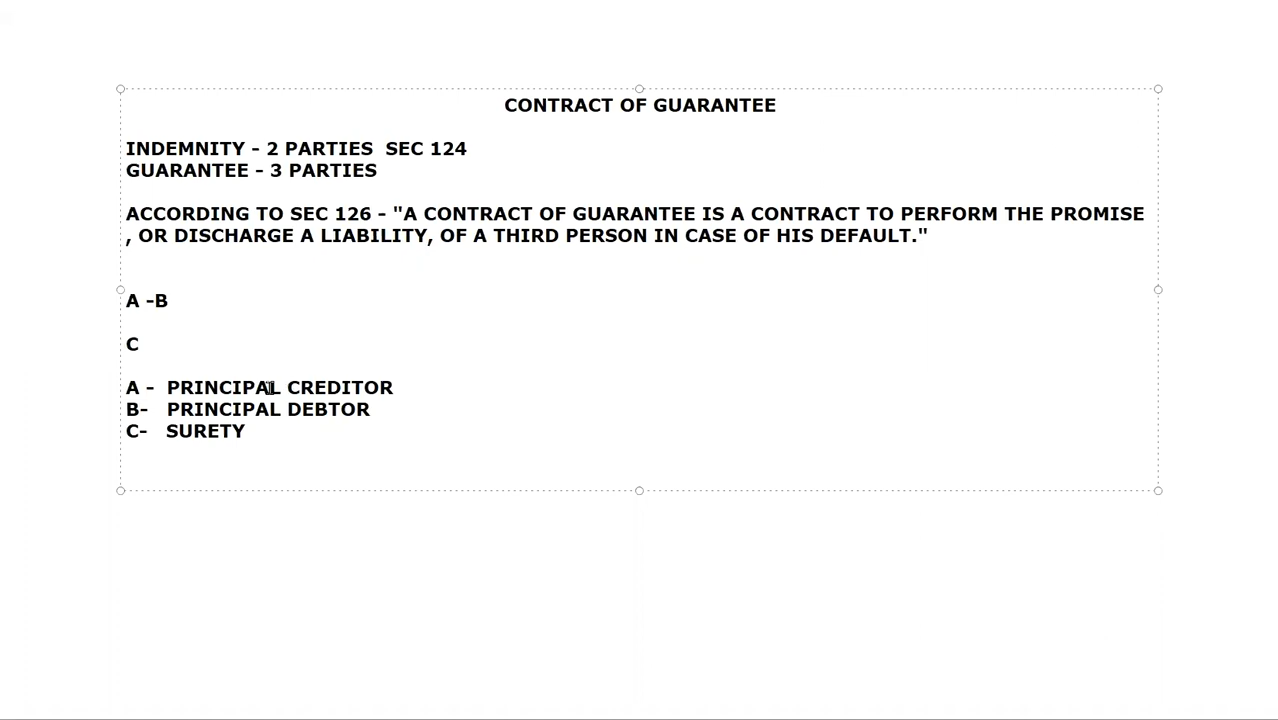 CONTRACT OF GUARANTEE
INDEMNITY - 2 PARTIES  SEC 124
GUARANTEE - 3 PARTIES
ACCORDING TO SEC 126 - "A CONTRACT OF GUARANTEE IS A CONTRACT TO PERFORM THE PROMISE
, OR DISCHARGE A LIABILITY, OF A THIRD PERSON IN CASE OF HIS DEFAULT."
A -B
C
A -  PRINCIPAL CREDITOR
B-   PRINCIPAL DEBTOR
C-   SURETY